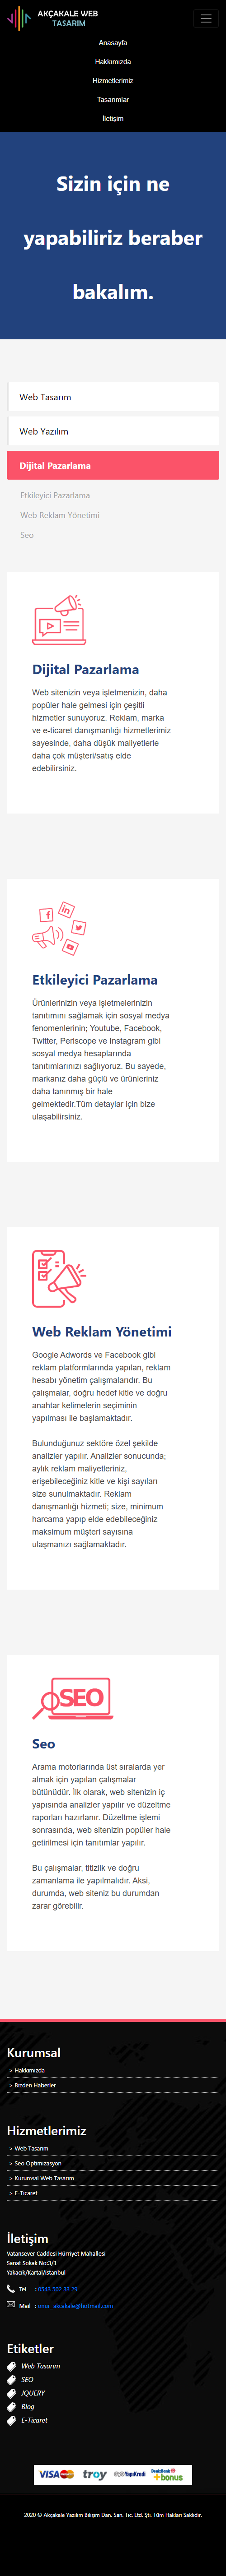 AKÇAKALE WEB
TASARIM
Anasayfa
Hakkımızda
Hizmetlerimiz
Tasarımlar
İletişim
Sizin için ne
yapabiliriz beraber
bakalım.
Web Tasarım
Web Yazılım
Dijital Pazarlama
Etkileyici Pazarlama
Web Reklam Yönetimi
Seo
Dijital Pazarlama
Web sitenizin veya işletmenizin, daha
popüler hale gelmesi için çeşitli
hizmetler sunuyoruz. Reklam, marka
ve e-ticaret danışmanlığı hizmetlerimiz
sayesinde, daha düşük maliyetlerle
daha çok müşteri/satış elde
edebilirsiniz.
Etkileyici Pazarlama
Ürünlerinizin veya işletmelerinizin
tanıtımını sağlamak için sosyal medya
fenomenlerinin; Youtube, Facebook,
Twitter, Periscope ve Instagram gibi
sosyal medya hesaplarında
tanıtımlarınızı sağlıyoruz. Bu sayede,
markanız daha güçlü ve ürünleriniz
daha tanınmış bir hale
gelmektedir.Tüm detaylar için bize
ulaşabilirsiniz.
Web Reklam Yönetimi
Google Adwords ve Facebook gibi
reklam platformlarında yapılan, reklam
hesabı yönetim çalışmalarıdır. Bu
çalışmalar, doğru hedef kitle ve doğru
anahtar kelimelerin seçiminin
yapılması ile başlamaktadır.
Bulunduğunuz sektöre özel şekilde
analizler yapılır. Analizler sonucunda;
aylık reklam maliyetleriniz,
erişebileceğiniz kitle ve kişi sayıları
size sunulmaktadır. Reklam
danışmanlığı hizmeti; size, minimum
harcama yapıp elde edebileceğiniz
maksimum müşteri sayısına
ulaşmanızı sağlamaktadır.
SEO
Seo
Arama motorlarında üst sıralarda yer
almak için yapılan çalışmalar
bütünüdür. İlk olarak, web sitenizin iç
yapısında analizler yapılır ve düzeltme
raporları hazırlanır. Düzeltme işlemi
sonrasında, web sitenizin popüler hale
getirilmesi için tanıtımlar yapılır.
Bu çalışmalar, titizlik ve doğru
zamanlama ile yapılmalıdır. Aksi,
durumda, web siteniz bu durumdan
zarar görebilir.
Kurumsal
> Hakkımızda
> Bizden Haberler
Hizmetlerimiz
> Web Tasarım
> Seo Optimizasyon
> Kurumsal Web Tasarım
> E-Ticaret
İletişim
Vatansever Caddesi Hürriyet Mahallesi
Sanat Sokak No:3/1
Yakacık/Kartal/istanbul
Tel : 0543 502 33 29
Mail : onur_akcakale@hotmail.com
Etiketler
Web Tasarım
SEO
JQUERY
Blog
E-Ticaret
VISA troy YapıKredi DenizBank bonus
2020 © Akçakale Yazılım Bilişim Dan. San. Tic. Ltd. Şti. Tüm Hakları Saklıdır.